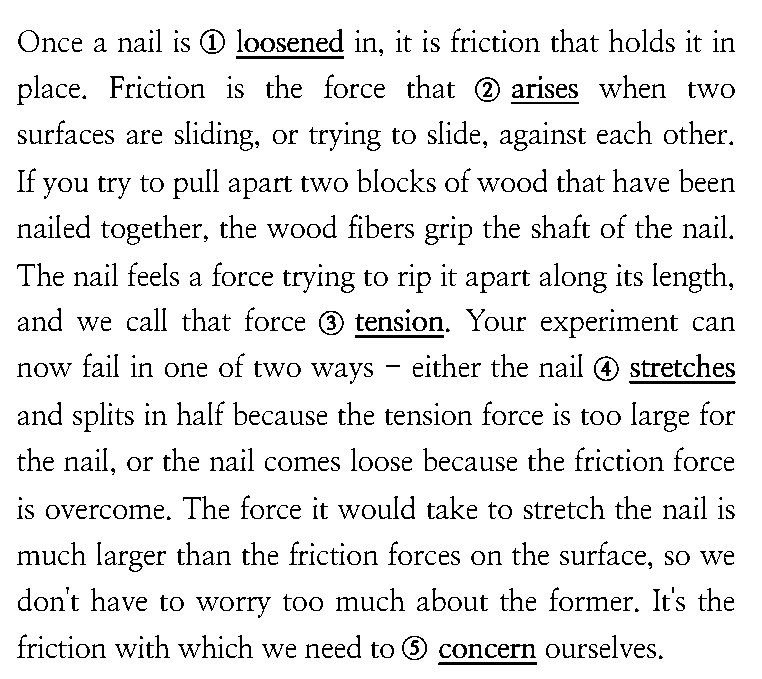 Once a nail is ① loosened in, it is friction that holds it in
place. Friction is the force that ② arises when two
surfaces are sliding, or trying to slide, against each other.
If you try to pull apart two blocks of wood that have been
nailed together, the wood fibers grip the shaft of the nail.
The nail feels a force trying to rip it apart along its length,
and we call that force ③ tension. Your experiment can
now fail in one of two ways - either the nail ④ stretches
and splits in half because the tension force is too large for
the nail, or the nail comes loose because the friction force
is overcome. The force it would take to stretch the nail is
much larger than the friction forces on the surface, so we
don't have to worry too much about the former. It's the
friction with which we need to ⑤ concern ourselves.